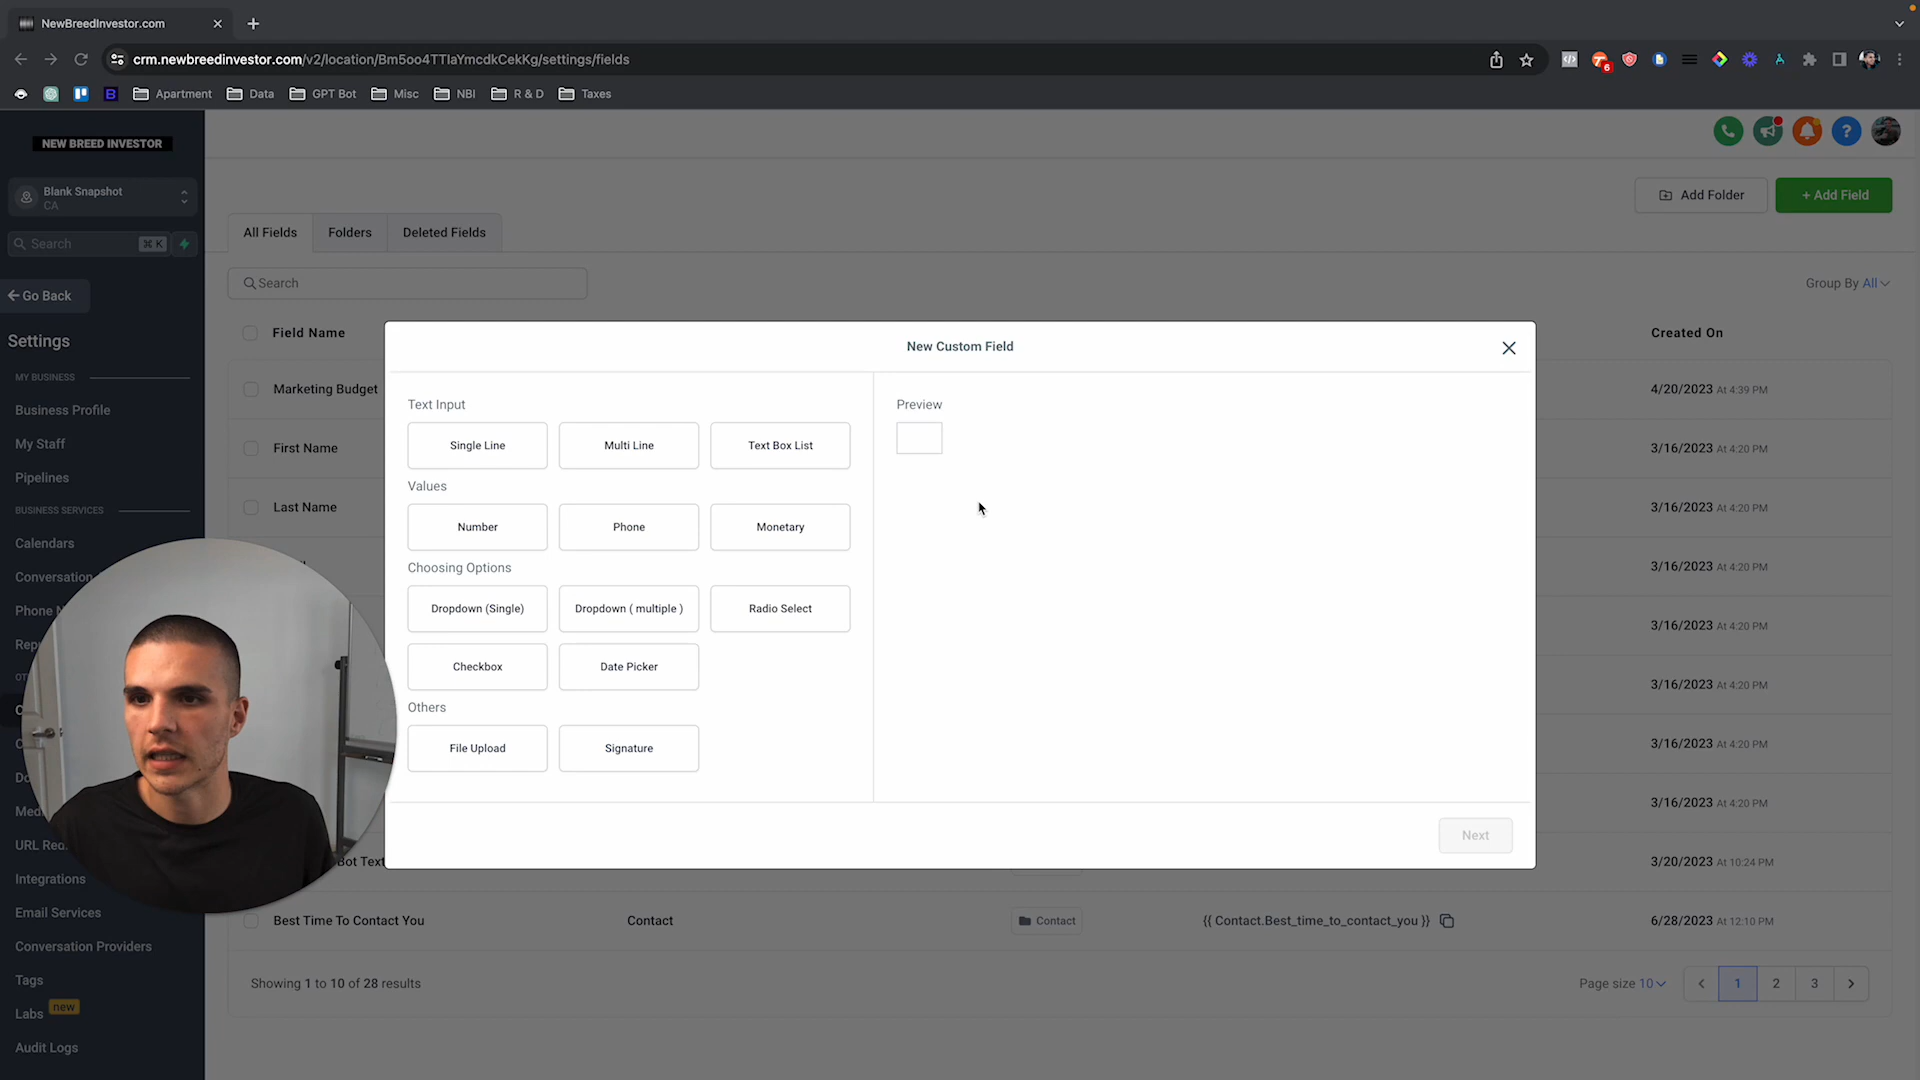 NewBreedInvestor.com
crm.newbreedinvestor.com/v2/location/Bm5oo4TTlaYmcdkCekKg/settings/fields
6
B
Apartment
Data
GPT Bot
Misc
NBI
R & D
Taxes
NEW BREED INVESTOR
Blank Snapshot
CA
Search
⌘ K
Add Folder
+ Add Field
All Fields
Folders
Deleted Fields
Search
Group By All
Go Back
Settings
MY BUSINESS
Business Profile
My Staff
Pipelines
BUSINESS SERVICES
Calendars
Conversation
Phone N
Email Services
Integrations
Conversation Providers
Tags
Labs new
Audit Logs
Field Name
Created On
Marketing Budget
4/20/2023 At 4:39 PM
First Name
3/16/2023 At 4:20 PM
Last Name
3/16/2023 At 4:20 PM
3/16/2023 At 4:20 PM
3/16/2023 At 4:20 PM
3/16/2023 At 4:20 PM
3/16/2023 At 4:20 PM
3/16/2023 At 4:20 PM
Bot Text
3/20/2023 At 10:24 PM
Best Time To Contact You
Contact
Contact
{{ Contact.Best_time_to_contact_you }}
6/28/2023 At 12:10 PM
Showing 1 to 10 of 28 results
Page size 10
1
2
3
New Custom Field
Text Input
Single Line
Multi Line
Text Box List
Values
Number
Phone
Monetary
Choosing Options
Dropdown (Single)
Dropdown ( multiple )
Radio Select
Checkbox
Date Picker
Others
File Upload
Signature
Preview
Next